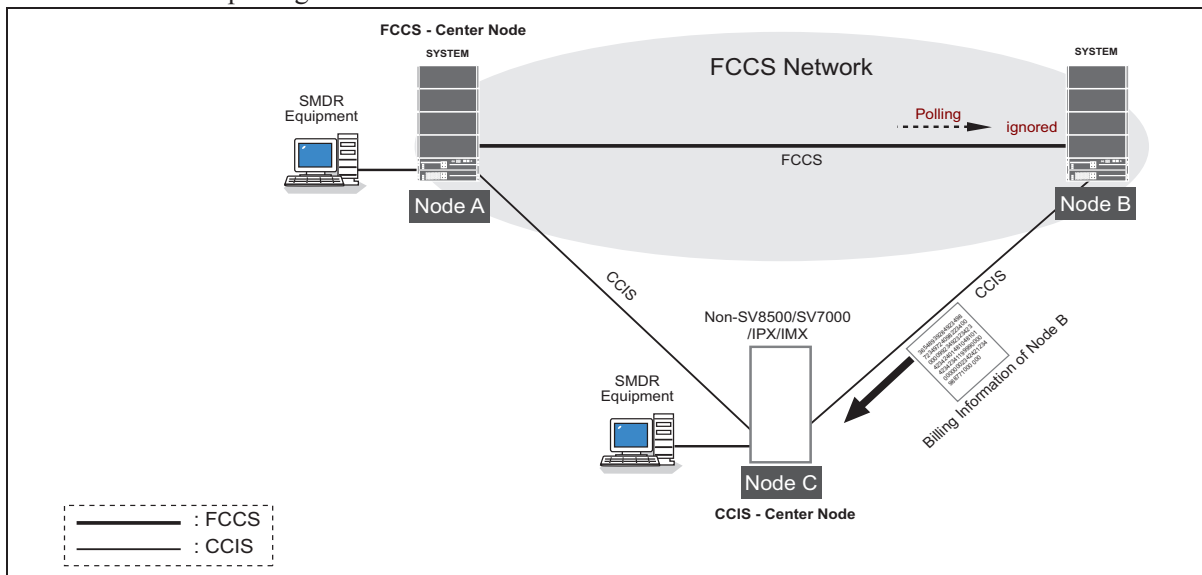 FCCS - Center Node
SYSTEM
SYSTEM
FCCS Network
SMDR
Equipment
Polling
ignored
FCCS
Node A
Node B
CCIS
CCIS
Non-SV8500/SV7000
/IPX/IMX
Billing Information of Node B
SMDR
Equipment
Node C
CCIS - Center Node
: FCCS
: CCIS